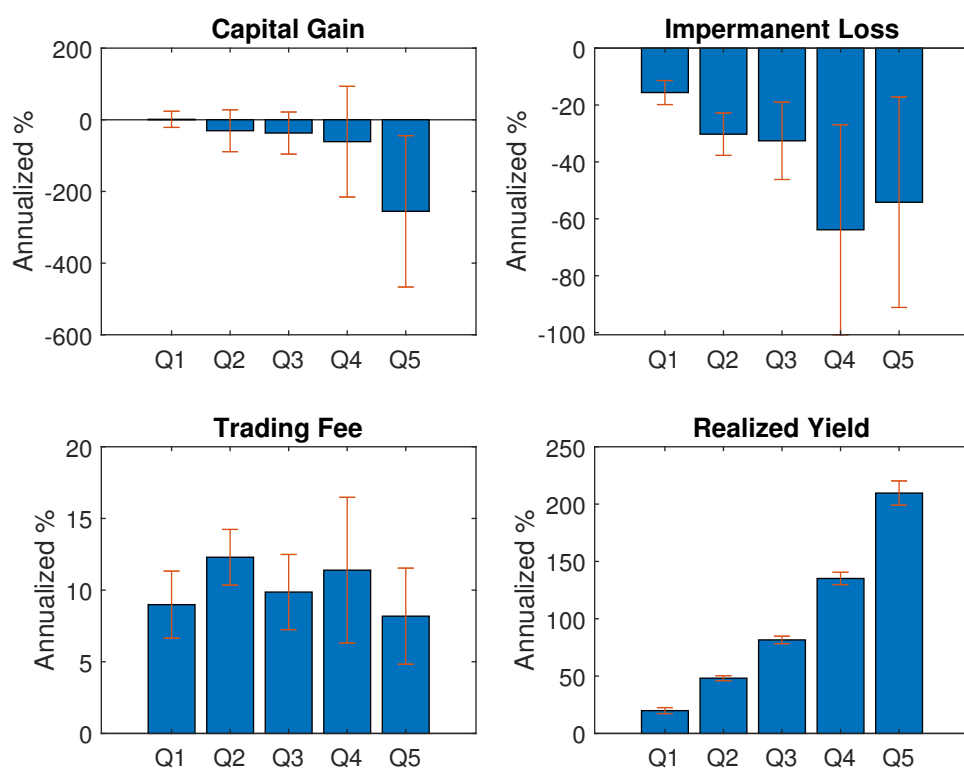 Capital Gain
Annualized %
200
0
-200
-400
-600
Q1 Q2 Q3 Q4 Q5
Impermanent Loss
Annualized %
0
-20
-40
-60
-80
-100
Q1 Q2 Q3 Q4 Q5
Trading Fee
Annualized %
20
15
10
5
0
Q1 Q2 Q3 Q4 Q5
Realized Yield
Annualized %
250
200
150
100
50
0
Q1 Q2 Q3 Q4 Q5